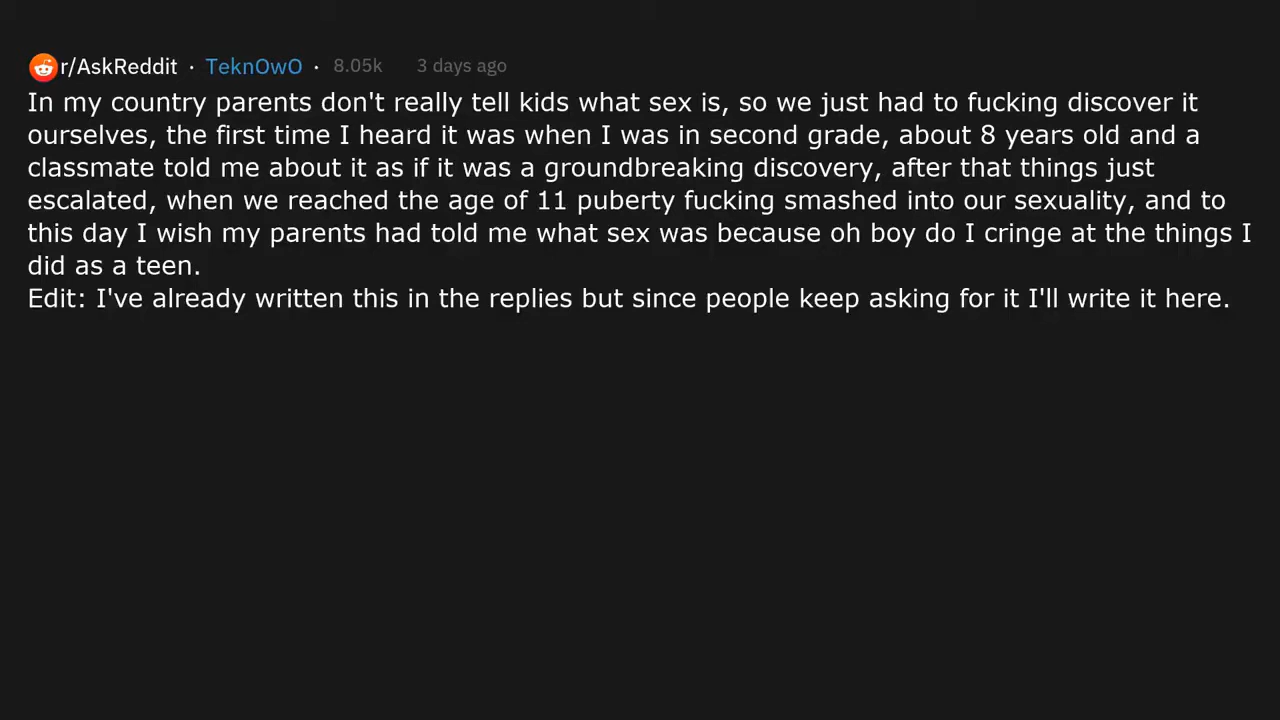 r/AskReddit · TeknOwO · 8.05k 3 days ago
In my country parents don't really tell kids what sex is, so we just had to fucking discover it
ourselves, the first time I heard it was when I was in second grade, about 8 years old and a
classmate told me about it as if it was a groundbreaking discovery, after that things just
escalated, when we reached the age of 11 puberty fucking smashed into our sexuality, and to
this day I wish my parents had told me what sex was because oh boy do I cringe at the things I
did as a teen.
Edit: I've already written this in the replies but since people keep asking for it I'll write it here.